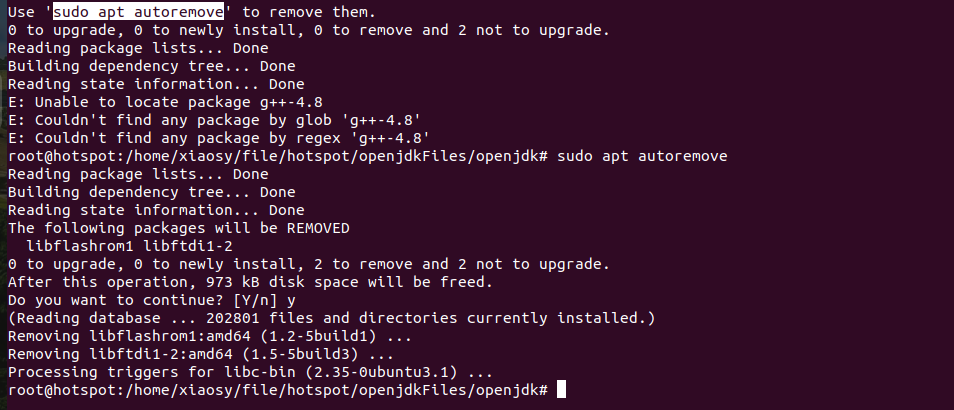 Use 'sudo apt autoremove' to remove them.
0 to upgrade, 0 to newly install, 0 to remove and 2 not to upgrade.
Reading package lists... Done
Building dependency tree... Done
Reading state information... Done
E: Unable to locate package g++-4.8
E: Couldn't find any package by glob 'g++-4.8'
E: Couldn't find any package by regex 'g++-4.8'
root@hotspot:/home/xiaosy/file/hotspot/openjdkFiles/openjdk# sudo apt autoremove
Reading package lists... Done
Building dependency tree... Done
Reading state information... Done
The following packages will be REMOVED
  libflashrom1 libftdi1-2
0 to upgrade, 0 to newly install, 2 to remove and 2 not to upgrade.
After this operation, 973 kB disk space will be freed.
Do you want to continue? [Y/n] y
(Reading database ... 202801 files and directories currently installed.)
Removing libflashrom1:amd64 (1.2-5build1) ...
Removing libftdi1-2:amd64 (1.5-5build3) ...
Processing triggers for libc-bin (2.35-0ubuntu3.1) ...
root@hotspot:/home/xiaosy/file/hotspot/openjdkFiles/openjdk#